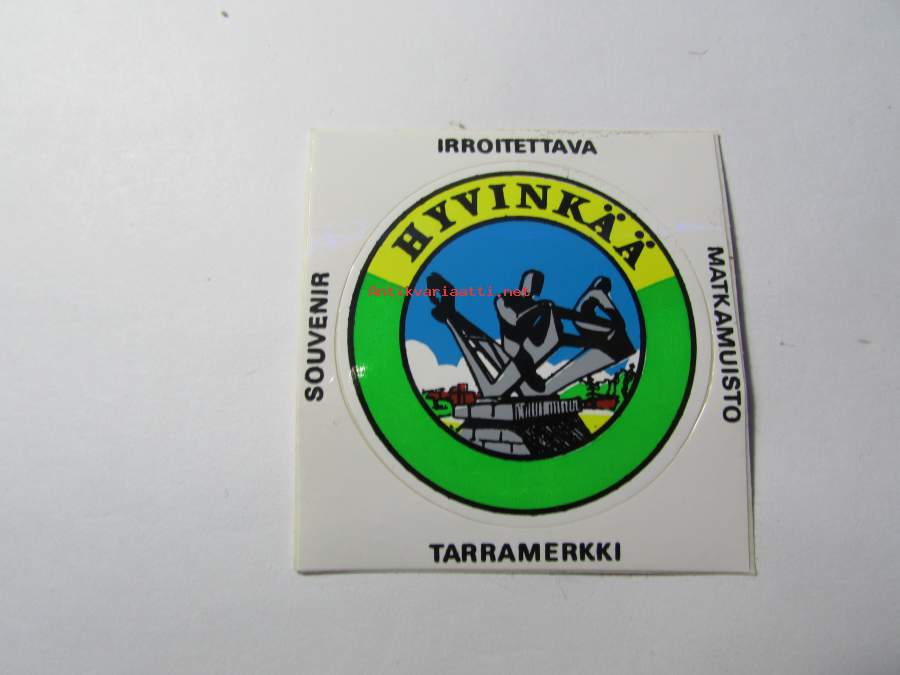 IRROITETTAVA
HYVINKÄÄ
Antikvariaatti.net
SOUVENIR
MATKAMUISTO
TARRAMERKKI